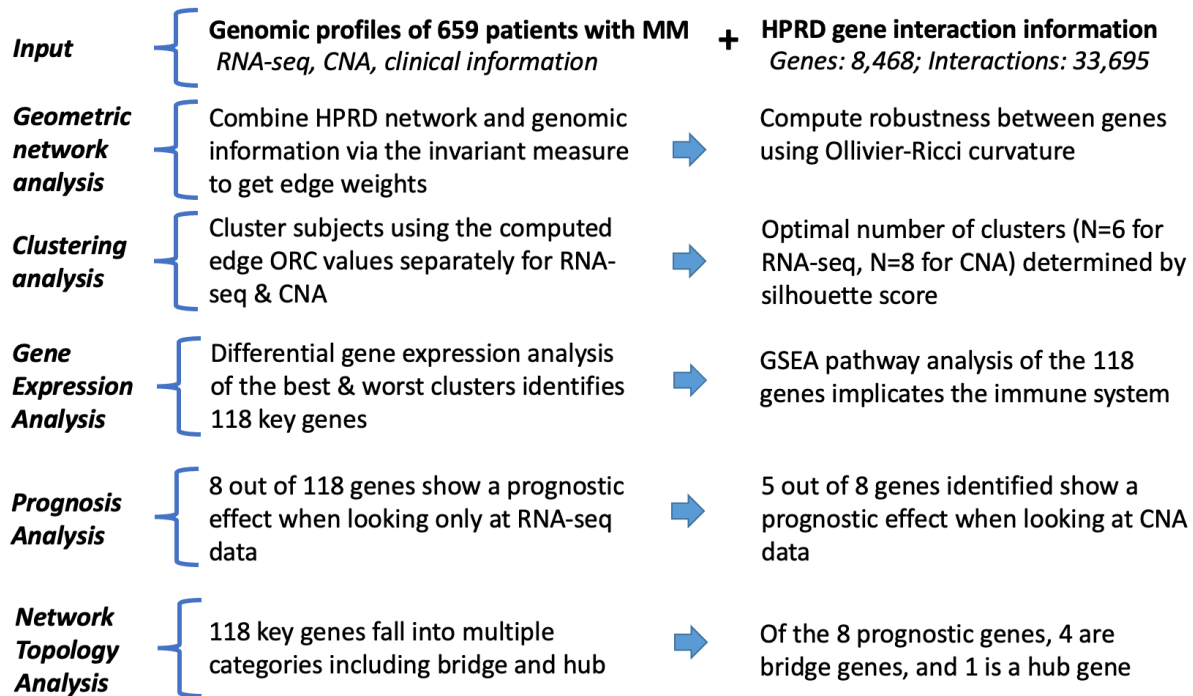 Input
Genomic profiles of 659 patients with MM
RNA-seq, CNA, clinical information
+
HPRD gene interaction information
Genes: 8,468; Interactions: 33,695
Geometric
network
analysis
Combine HPRD network and genomic
information via the invariant measure
to get edge weights
Compute robustness between genes
using Ollivier-Ricci curvature
Clustering
analysis
Cluster subjects using the computed
edge ORC values separately for RNA-
seq & CNA
Optimal number of clusters (N=6 for
RNA-seq, N=8 for CNA) determined by
silhouette score
Gene
Expression
Analysis
Differential gene expression analysis
of the best & worst clusters identifies
118 key genes
GSEA pathway analysis of the 118
genes implicates the immune system
Prognosis
Analysis
8 out of 118 genes show a prognostic
effect when looking only at RNA-seq
data
5 out of 8 genes identified show a
prognostic effect when looking at CNA
data
Network
Topology
Analysis
118 key genes fall into multiple
categories including bridge and hub
Of the 8 prognostic genes, 4 are
bridge genes, and 1 is a hub gene